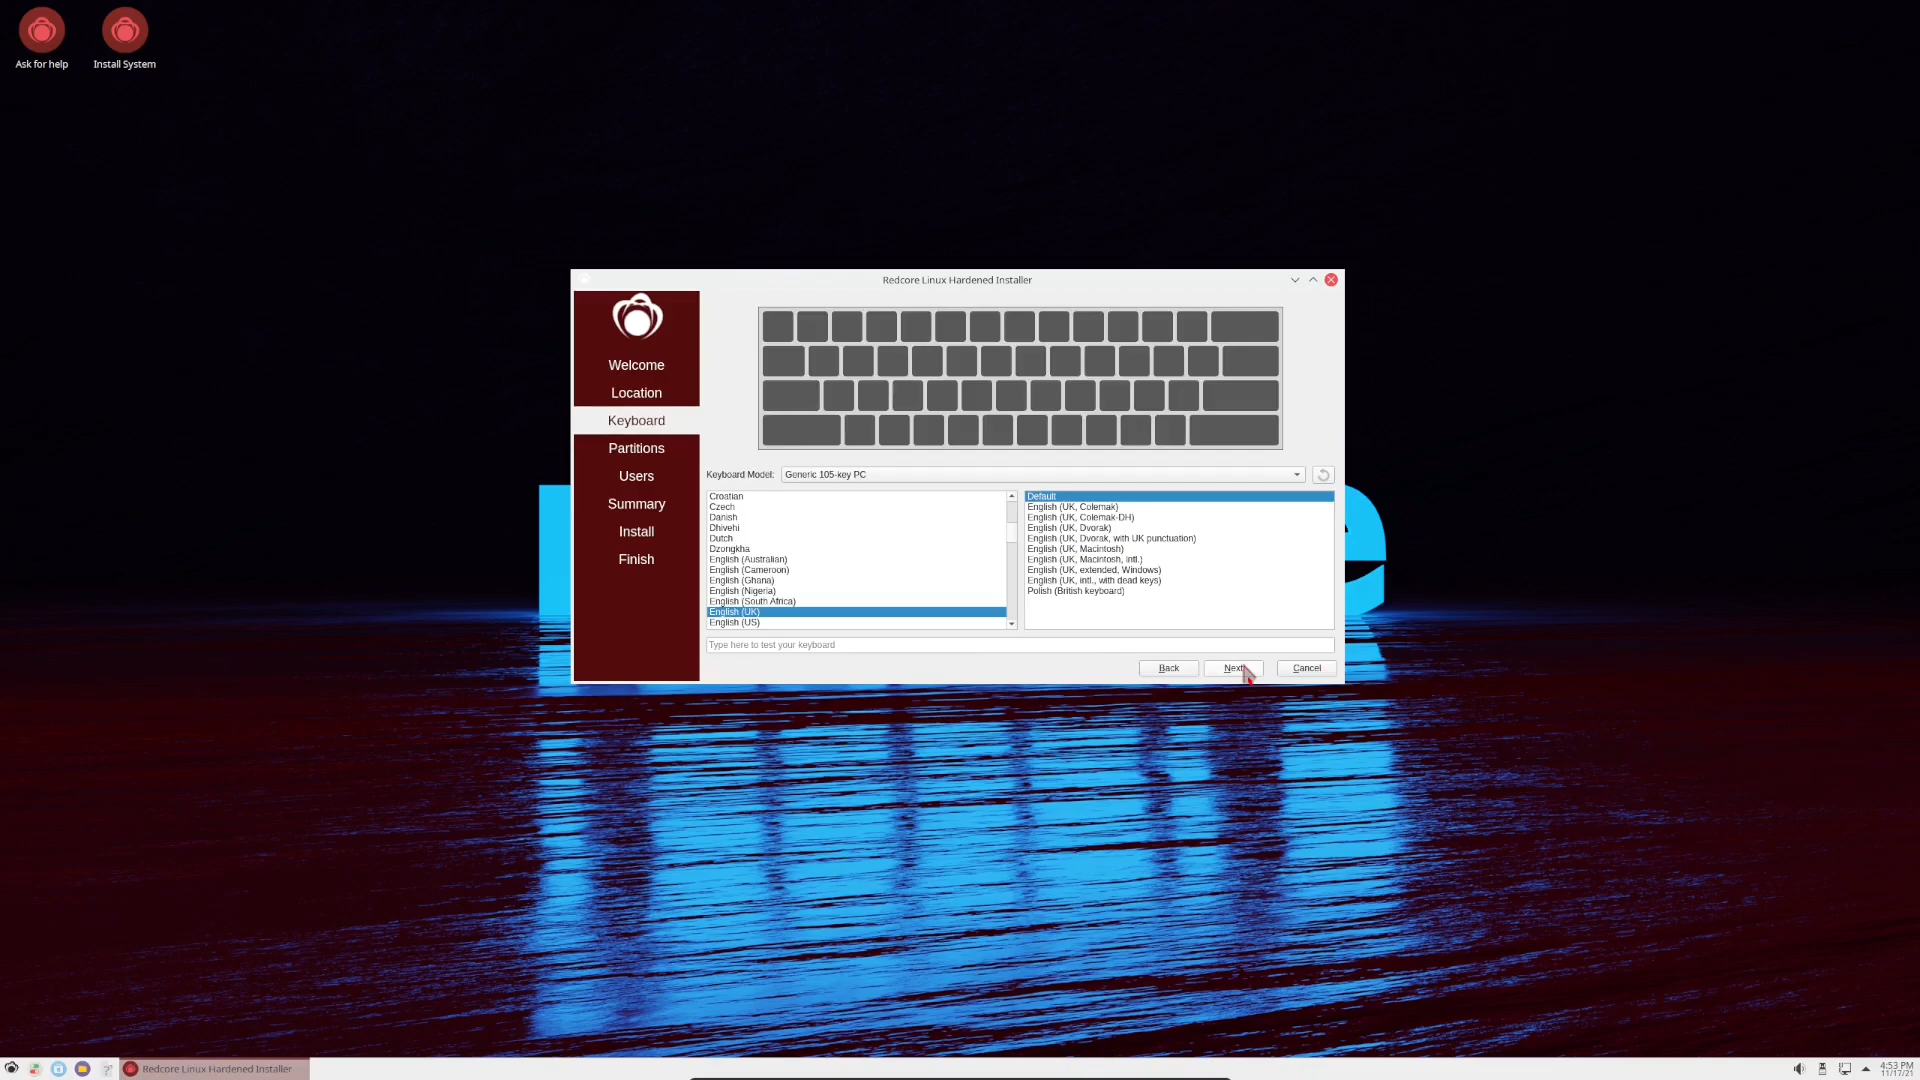 Ask for help
Install System
Redcore Linux Hardened Installer
Welcome
Location
Keyboard
Partitions
Users
Summary
Install
Finish
Keyboard Model: Generic 105-key PC
Croatian
Czech
Danish
Dhivehi
Dutch
Dzongkha
English (Australian)
English (Cameroon)
English (Ghana)
English (Nigeria)
English (South Africa)
English (UK)
English (US)
Default
English (UK, Colemak)
English (UK, Colemak-DH)
English (UK, Dvorak)
English (UK, Dvorak, with UK punctuation)
English (UK, Macintosh)
English (UK, Macintosh, intl.)
English (UK, extended, Windows)
English (UK, intl., with dead keys)
Polish (British keyboard)
Type here to test your keyboard
Back Next Cancel
Redcore Linux Hardened Installer
4:53 PM
11/17/21